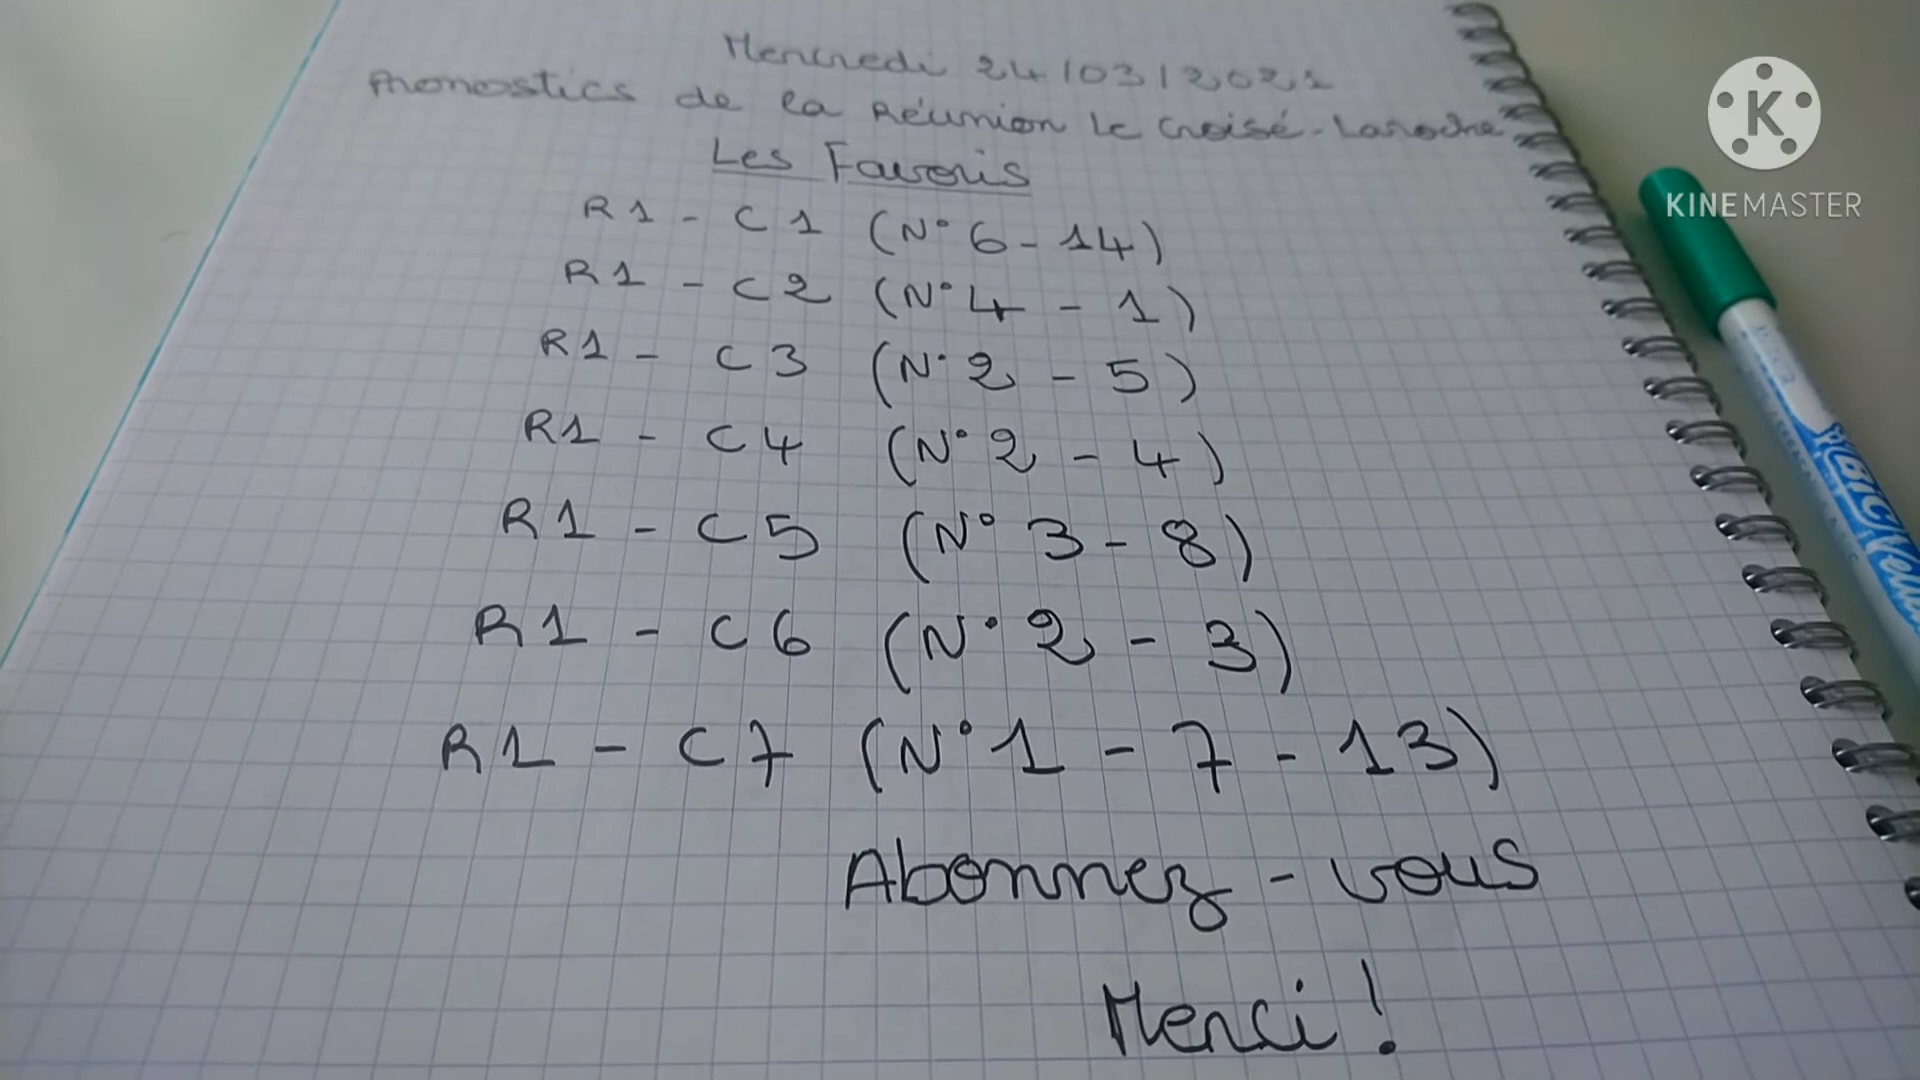 Mercredi 24/03/2021
Pronostics de la Réunion Le Croisé-Laroche
Les Favoris
R1 - C1 (N° 6 - 14)
R1 - C2 (N° 4 - 1)
R1 - C3 (N° 2 - 5)
R1 - C4 (N° 2 - 4)
R1 - C5 (N° 3 - 8)
R1 - C6 (N° 2 - 3)
R1 - C7 (N° 1 - 7 - 13)
Abonnez-vous
Merci !
K
KINEMASTER
BIC Velle